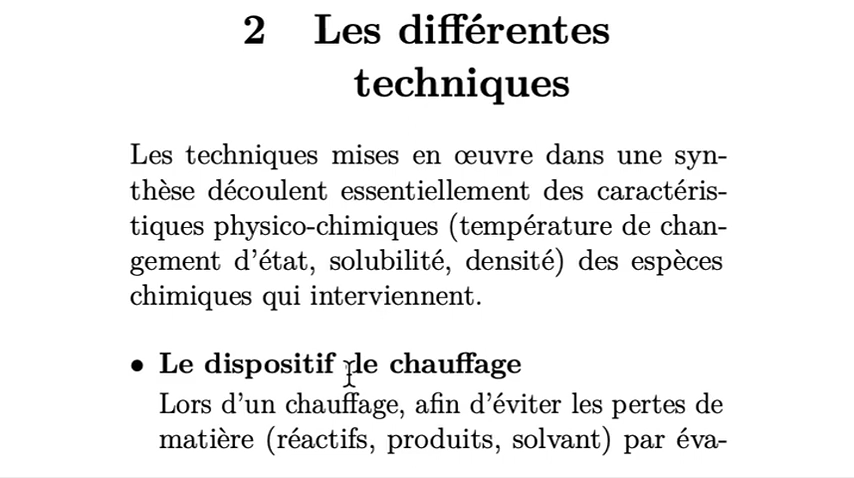 2 Les différentes
techniques
Les techniques mises en œuvre dans une syn-
thèse découlent essentiellement des caractéris-
tiques physico-chimiques (température de chan-
gement d'état, solubilité, densité) des espèces
chimiques qui interviennent.
• Le dispositif de chauffage
Lors d'un chauffage, afin d'éviter les pertes de
matière (réactifs, produits, solvant) par éva-